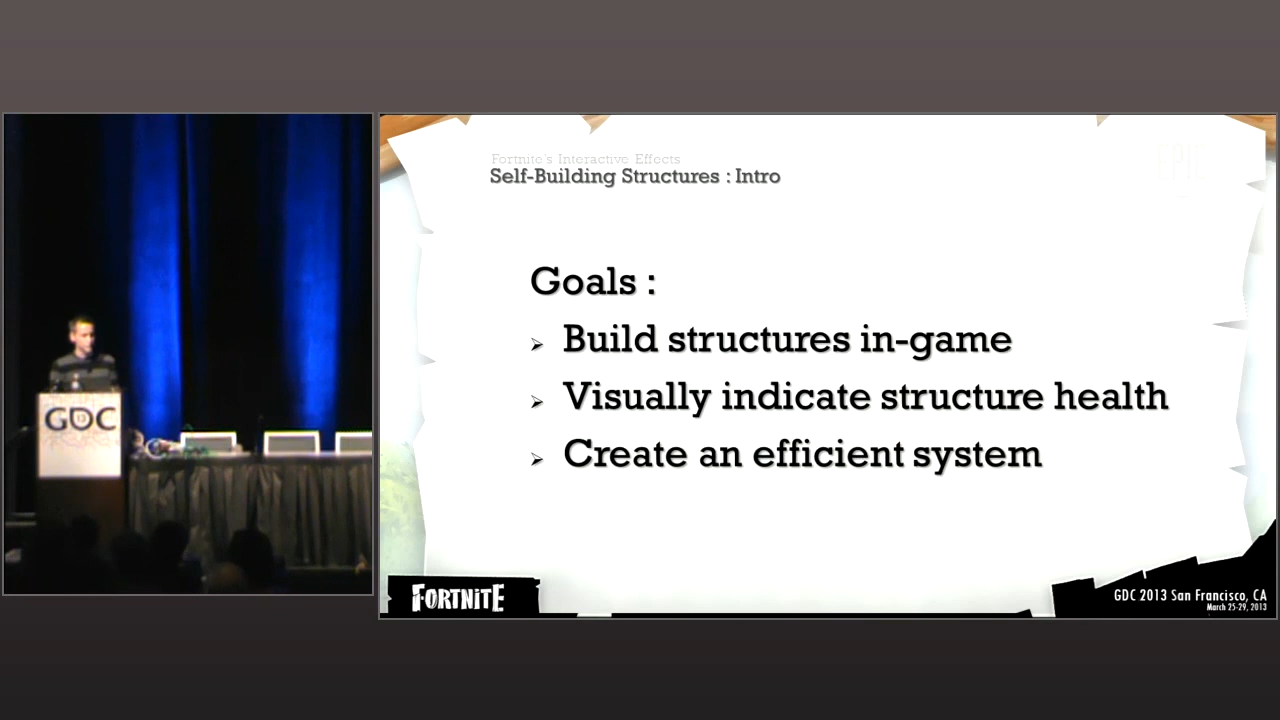 Fortnite's Interactive Effects
Self-Building Structures : Intro
EPIC
Goals :
Build structures in-game
Visually indicate structure health
Create an efficient system
GDC
FORTNITE
GDC 2013 San Francisco, CA
March 25-29, 2013